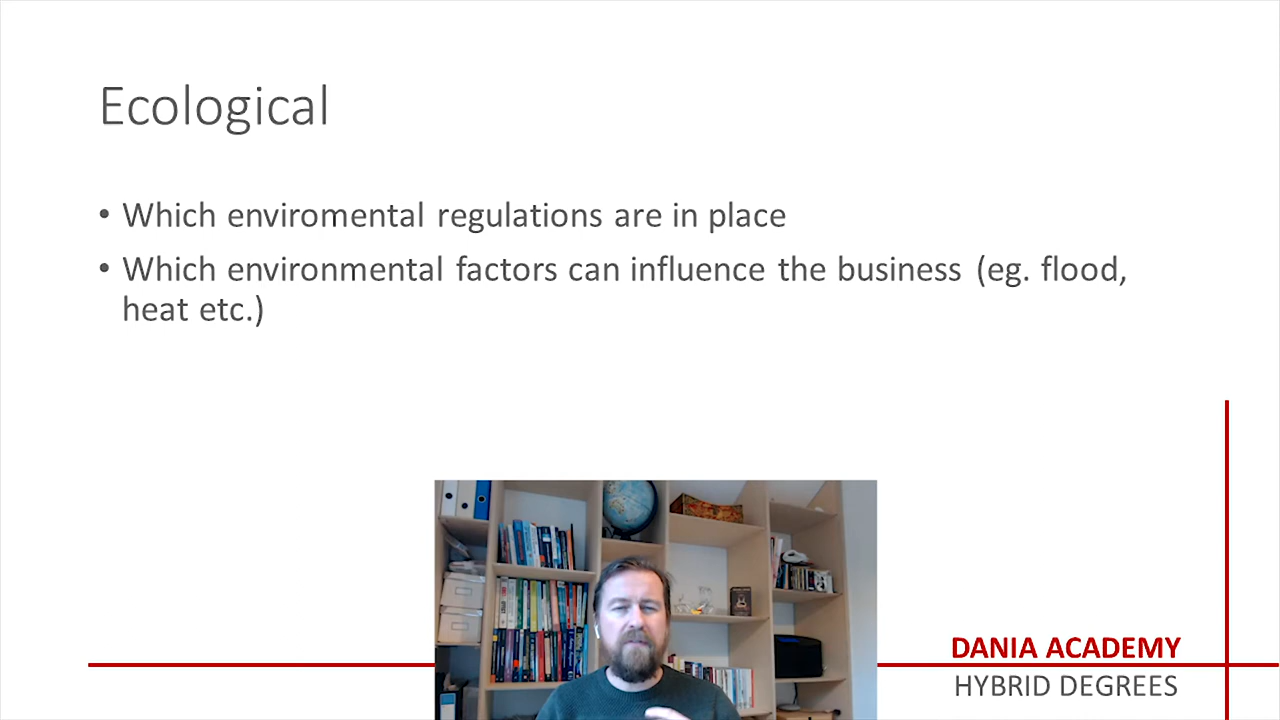 Ecological
• Which enviromental regulations are in place
• Which environmental factors can influence the business (eg. flood,
heat etc.)
DANIA ACADEMY
HYBRID DEGREES